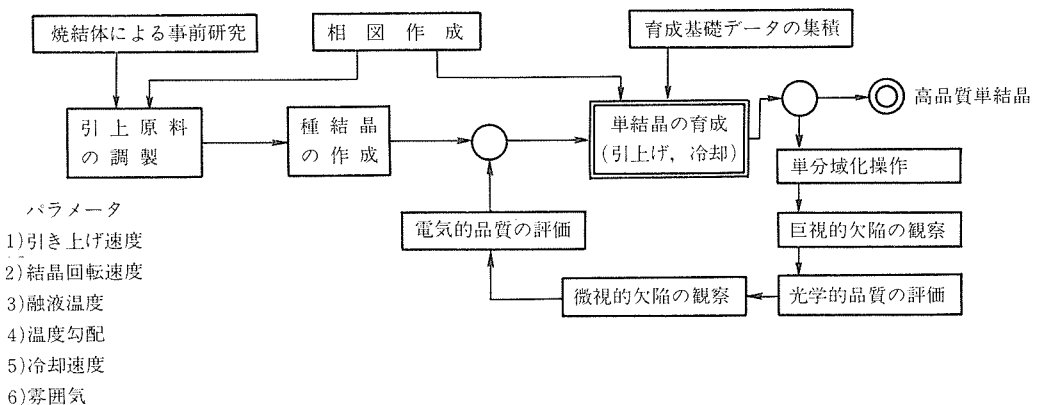 焼結体による事前研究
相図作成
育成基礎データの集積
引上原料
の調製
種結晶
の作成
単結晶の育成
(引上げ,冷却)
高品質単結晶
単分域化操作
巨視的欠陥の観察
光学的品質の評価
微視的欠陥の観察
電気的品質の評価
パラメータ
1)引き上げ速度
2)結晶回転速度
3)融液温度
4)温度勾配
5)冷却速度
6)雰囲気